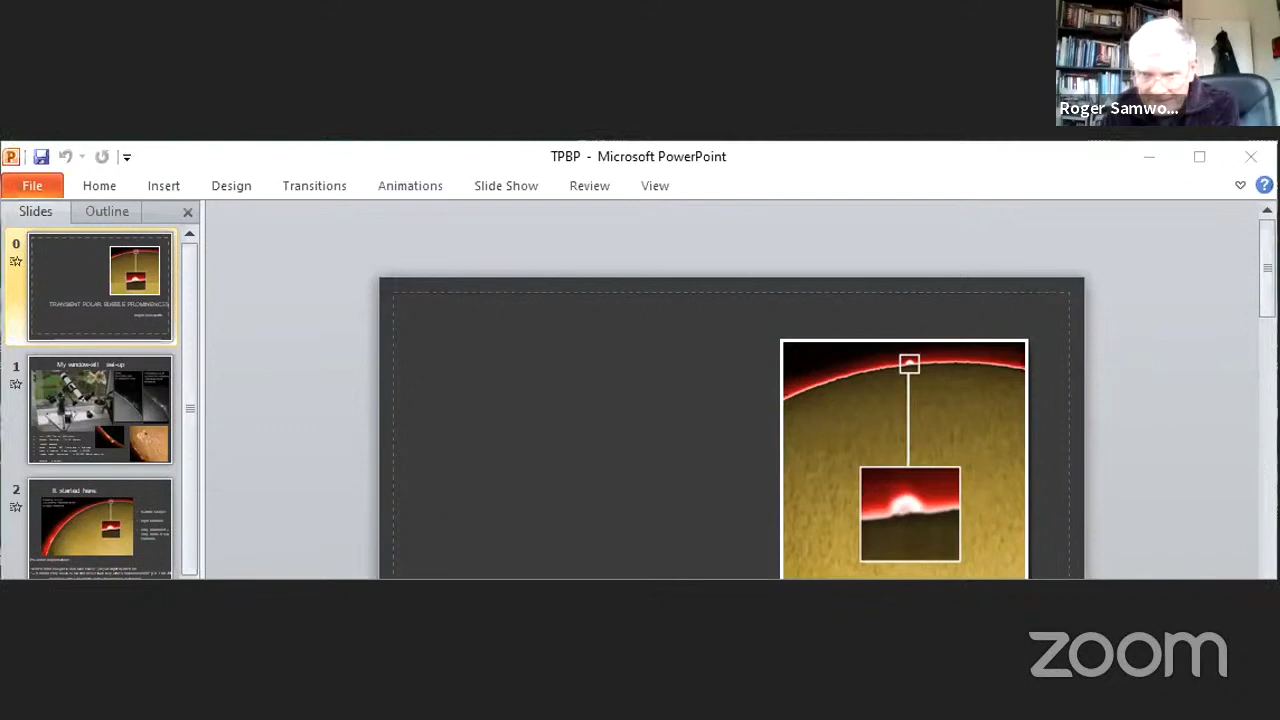 Roger Samwo...
TPBP - Microsoft PowerPoint
File Home Insert Design Transitions Animations Slide Show Review View
Slides Outline
0
TRANSIENT POLAR BUBBLE PROMINENCES
1
My window-sill set-up
2
It started here.
zoom